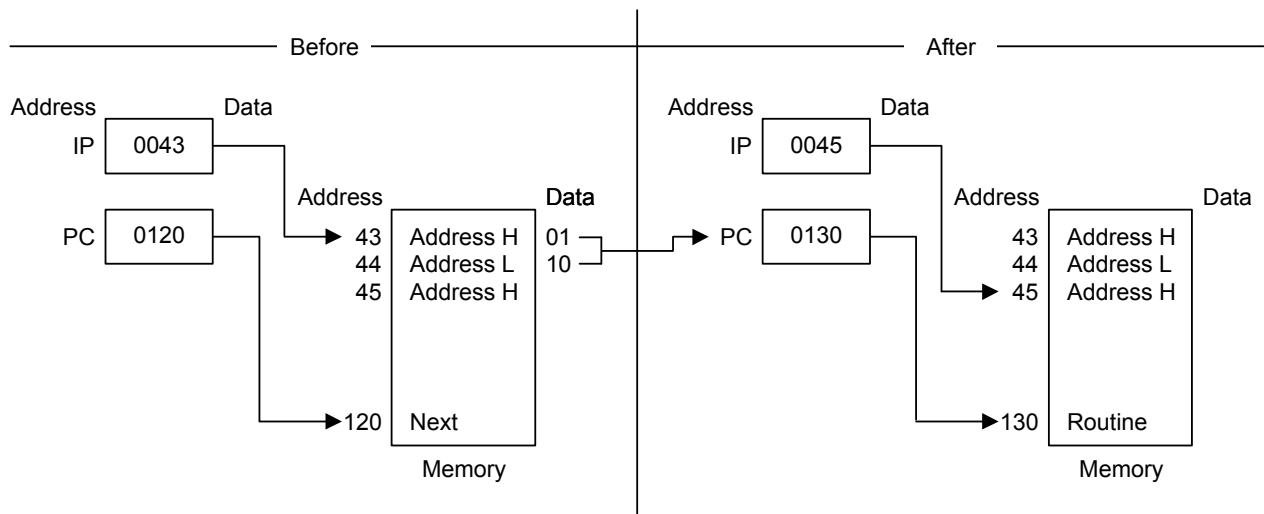 Before
Address Data
IP 0043
Address Data
PC 0120
43 Address H 01
44 Address L 10
45 Address H
120 Next
Memory
After
Address Data
IP 0045
Address Data
PC 0130
43 Address H
44 Address L
45 Address H
130 Routine
Memory